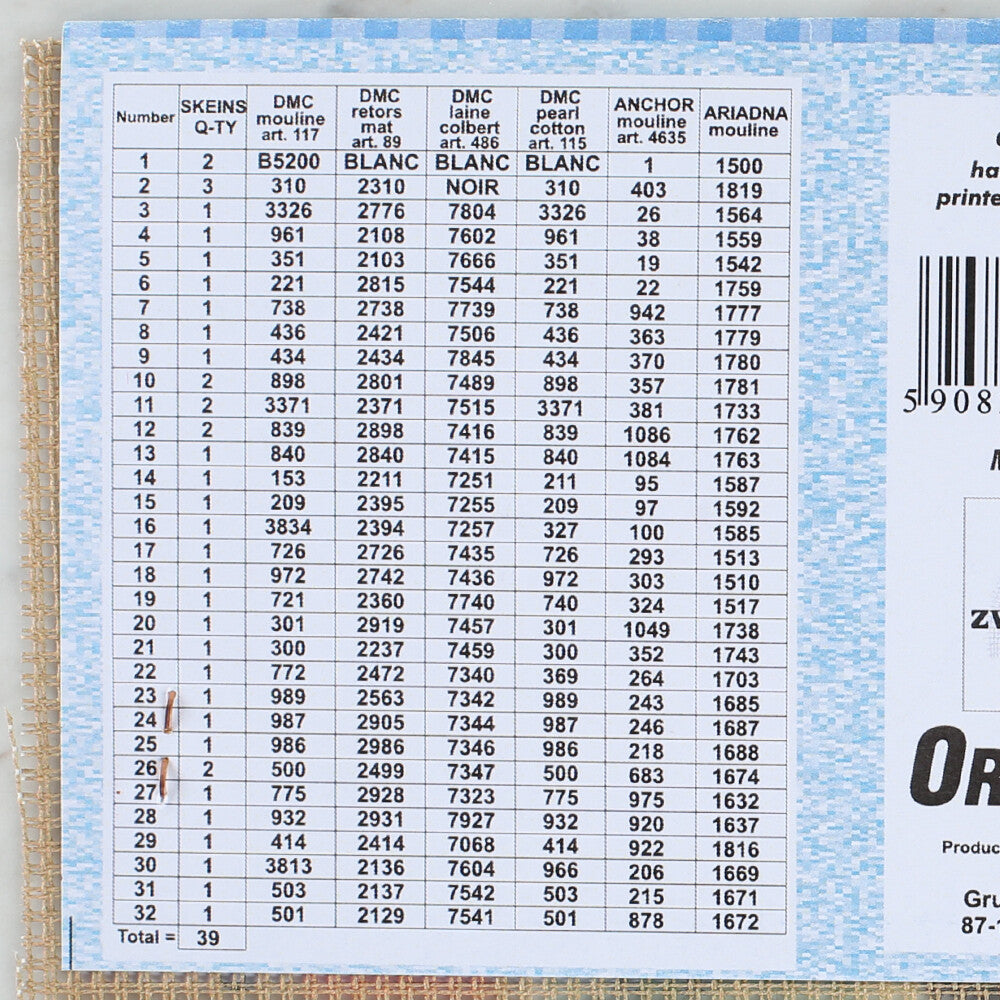 Number SKEINS Q-TY DMC mouline art. 117 DMC retors mat art. 89 DMC laine colbert art. 486 DMC pearl cotton art. 115 ANCHOR mouline art. 4635 ARIADNA mouline
1 2 B5200 BLANC BLANC BLANC 1 1500
2 3 310 2310 NOIR 310 403 1819
3 1 3326 2776 7804 3326 26 1564
4 1 961 2108 7602 961 38 1559
5 1 351 2103 7666 351 19 1542
6 1 221 2815 7544 221 22 1759
7 1 738 2738 7739 738 942 1777
8 1 436 2421 7506 436 363 1779
9 1 434 2434 7845 434 370 1780
10 2 898 2801 7489 898 357 1781
11 2 3371 2371 7515 3371 381 1733
12 2 839 2898 7416 839 1086 1762
13 1 840 2840 7415 840 1084 1763
14 1 153 2211 7251 211 95 1587
15 1 209 2395 7255 209 97 1592
16 1 3834 2394 7257 327 100 1585
17 1 726 2726 7435 726 293 1513
18 1 972 2742 7436 972 303 1510
19 1 721 2360 7740 740 324 1517
20 1 301 2919 7457 301 1049 1738
21 1 300 2237 7459 300 352 1743
22 1 772 2472 7340 369 264 1703
23 1 989 2563 7342 989 243 1685
24 1 987 2905 7344 987 246 1687
25 1 986 2986 7346 986 218 1688
26 2 500 2499 7347 500 683 1674
27 1 775 2928 7323 775 975 1632
28 1 932 2931 7927 932 920 1637
29 1 414 2414 7068 414 922 1816
30 1 3813 2136 7604 966 206 1669
31 1 503 2137 7542 503 215 1671
32 1 501 2129 7541 501 878 1672
Total = 39
ha
printe
5 908
zw
OR
Produc
Gru
87-1